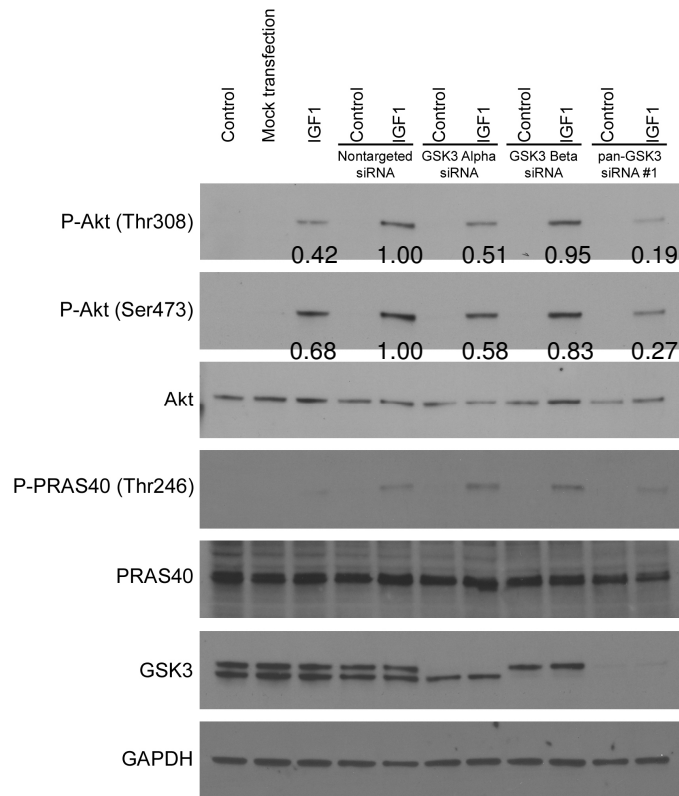 Control
Mock transfection
IGF1
Control
IGF1
Control
IGF1
Control
IGF1
Control
IGF1
Nontargeted siRNA
GSK3 Alpha siRNA
GSK3 Beta siRNA
pan-GSK3 siRNA #1
P-Akt (Thr308)
0.42 1.00 0.51 0.95 0.19
P-Akt (Ser473)
0.68 1.00 0.58 0.83 0.27
Akt
P-PRAS40 (Thr246)
PRAS40
GSK3
GAPDH